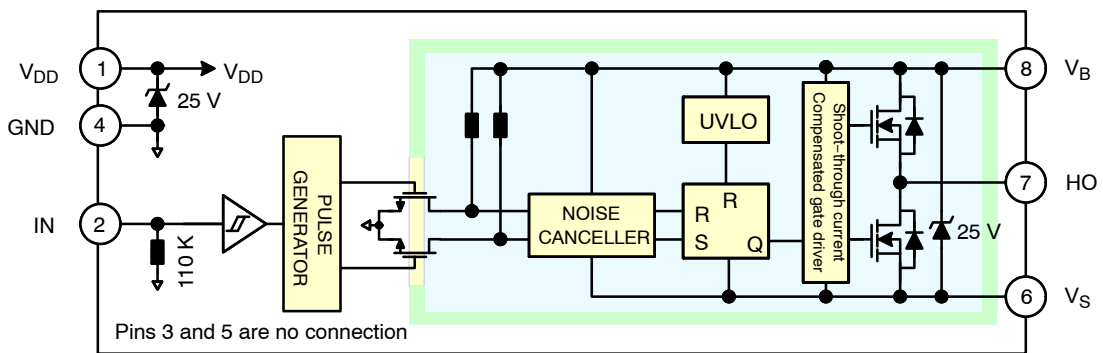 V_DD
1
V_DD
25 V
GND
4
IN
2
110 K
PULSE
GENERATOR
NOISE
CANCELLER
UVLO
R
R
S
Q
Shoot-through current
Compensated gate driver
25 V
8
V_B
7
HO
6
V_S
Pins 3 and 5 are no connection